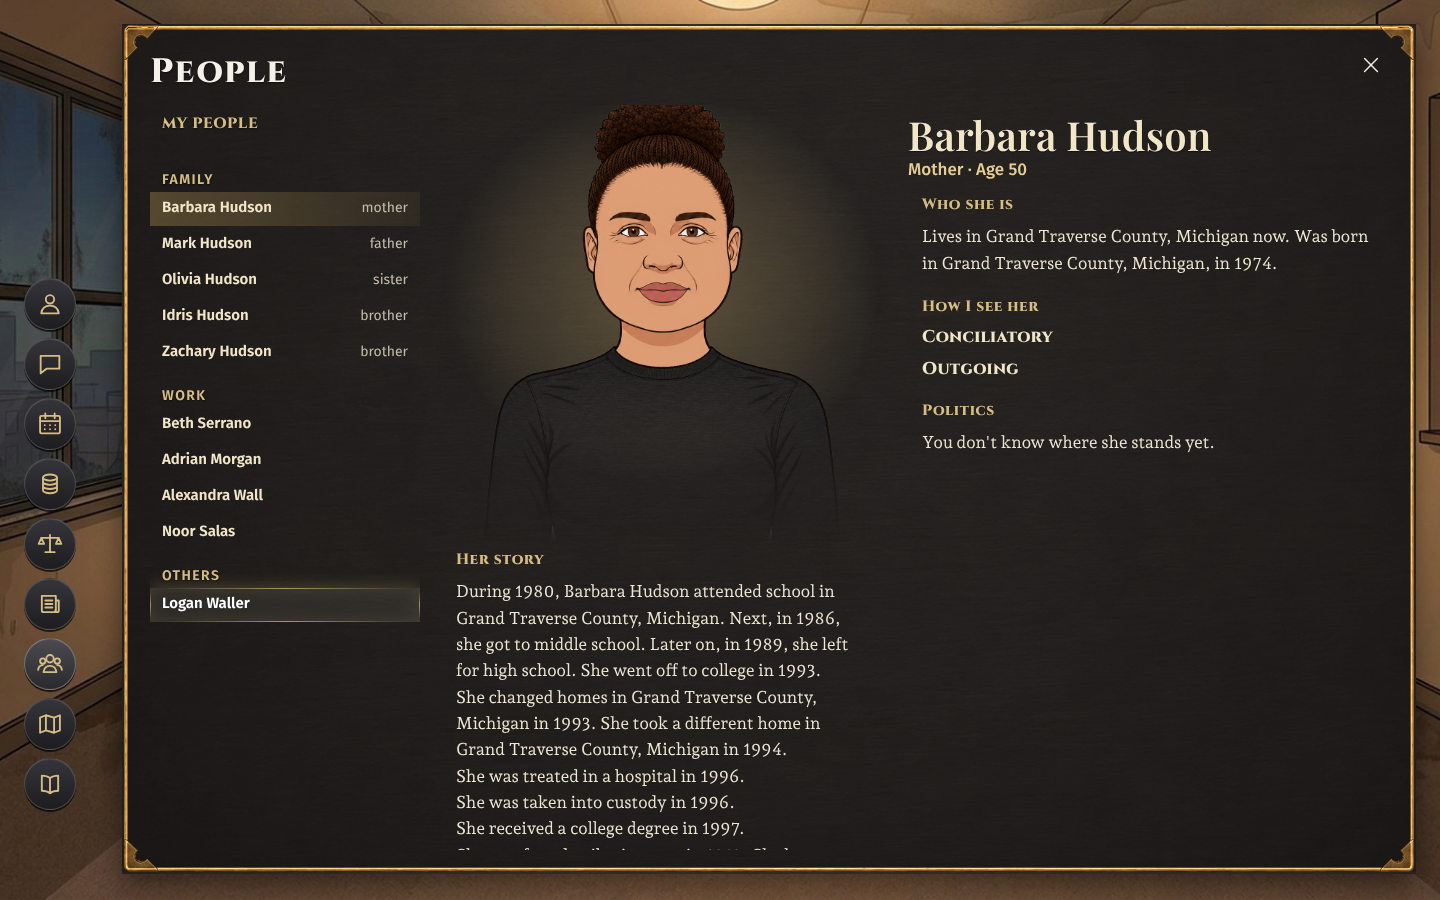 People
My People
FAMILY
Barbara Hudson mother
Mark Hudson father
Olivia Hudson sister
Idris Hudson brother
Zachary Hudson brother
WORK
Beth Serrano
Adrian Morgan
Alexandra Wall
Noor Salas
OTHERS
Logan Waller
Her story
During 1980, Barbara Hudson attended school in
Grand Traverse County, Michigan. Next, in 1986,
she got to middle school. Later on, in 1989, she left
for high school. She went off to college in 1993.
She changed homes in Grand Traverse County,
Michigan in 1993. She took a different home in
Grand Traverse County, Michigan in 1994.
She was treated in a hospital in 1996.
She was taken into custody in 1996.
She received a college degree in 1997.
Barbara Hudson
Mother · Age 50
Who she is
Lives in Grand Traverse County, Michigan now. Was born
in Grand Traverse County, Michigan, in 1974.
How I see her
Conciliatory
Outgoing
Politics
You don't know where she stands yet.